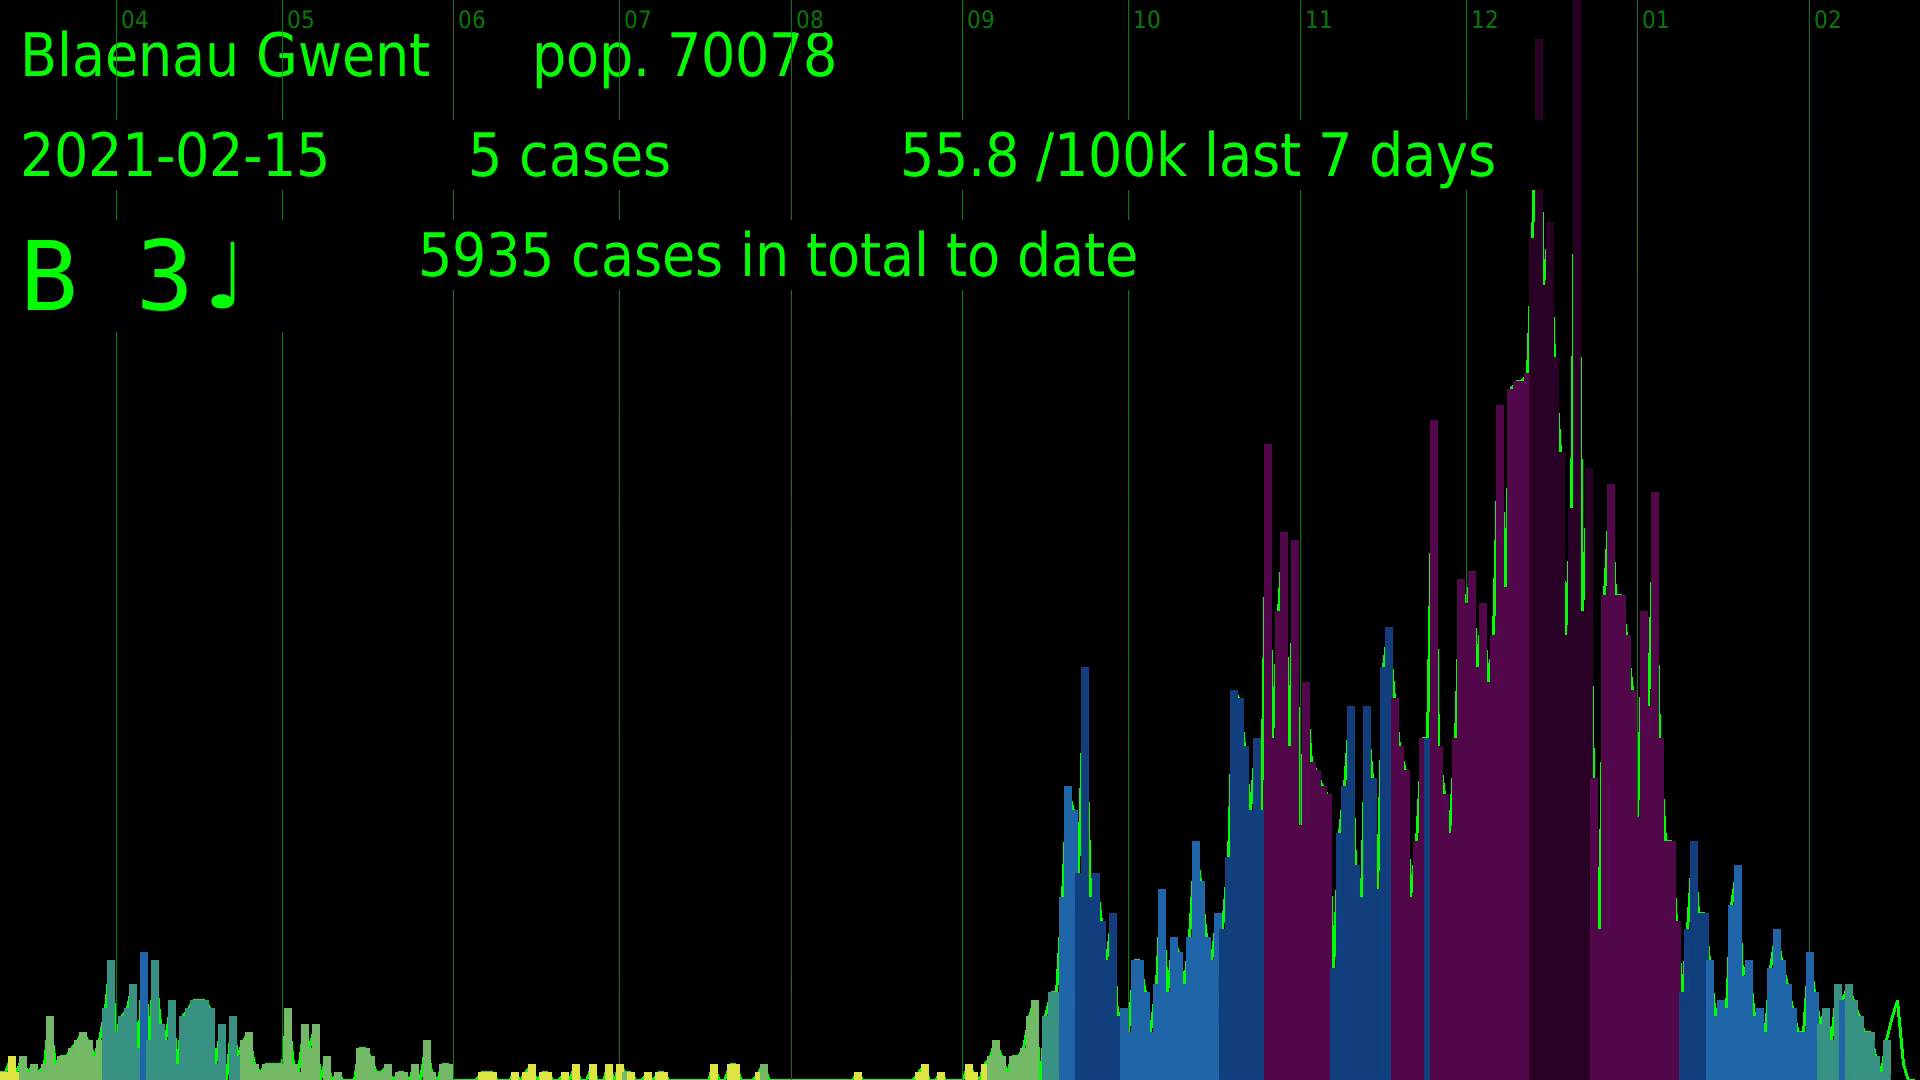 04 05 06 07 08 09 10 11 12 01 02
Blaenau Gwent pop. 70078
2021-02-15 5 cases 55.8 /100k last 7 days
B 3♩ 5935 cases in total to date